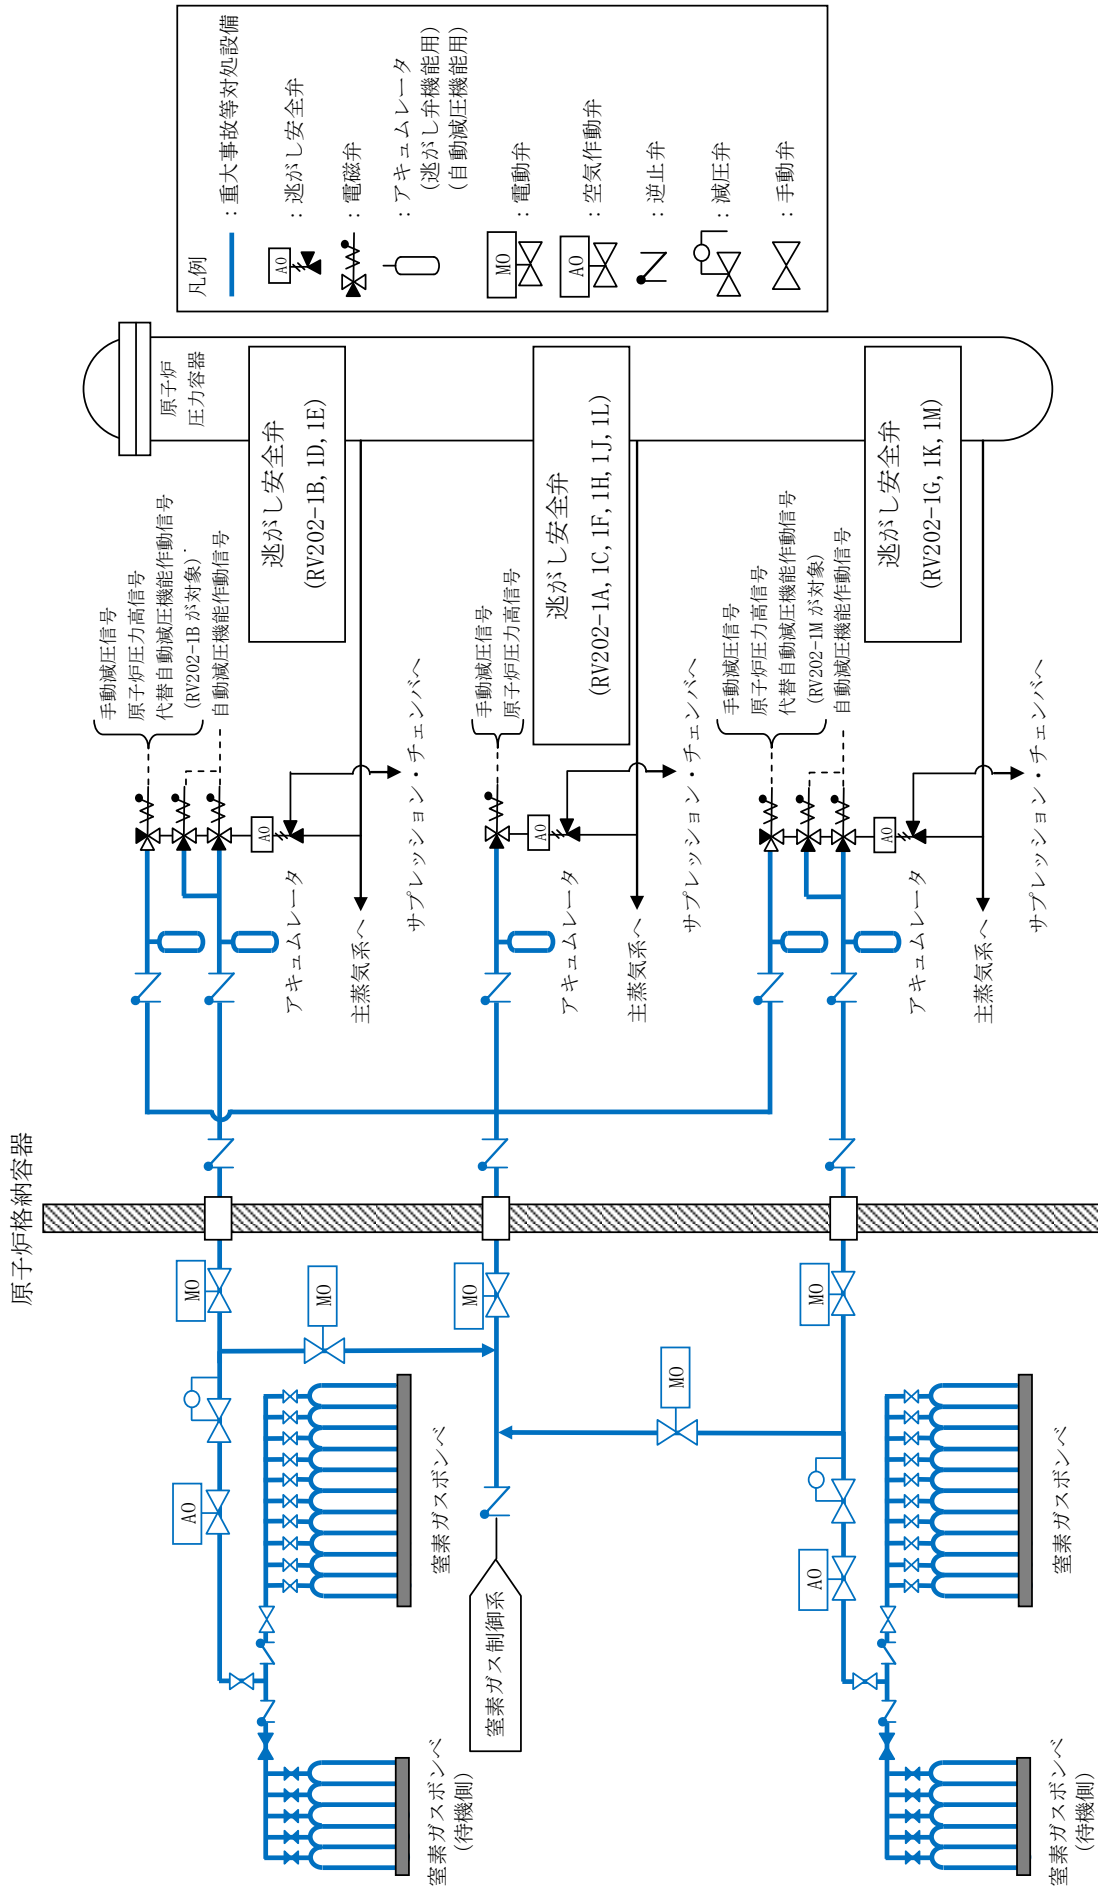 凡例
：重大事故等対処設備
AO
：逃がし安全弁
：電磁弁
：アキュムレータ
(逃がし弁機能用)
(自動減圧機能用)
MO
：電動弁
AO
：空気作動弁
：逆止弁
：減圧弁
：手動弁
原子炉
圧力容器
逃がし安全弁
(RV202-1B, 1D, 1E)
逃がし安全弁
(RV202-1A, 1C, 1F, 1H, 1J, 1L)
逃がし安全弁
(RV202-1G, 1K, 1M)
手動減圧信号
原子炉圧力高信号
代替自動減圧機能作動信号
(RV202-1B が対象)
自動減圧機能作動信号
手動減圧信号
原子炉圧力高信号
手動減圧信号
原子炉圧力高信号
代替自動減圧機能作動信号
(RV202-1M が対象)
自動減圧機能作動信号
AO
AO
AO
サプレッション・チェンバへ
サプレッション・チェンバへ
サプレッション・チェンバへ
アキュムレータ
主蒸気系へ
アキュムレータ
主蒸気系へ
アキュムレータ
主蒸気系へ
原子炉格納容器
MO
MO
MO
MO
MO
AO
AO
窒素ガスボンベ
窒素ガス制御系
窒素ガスボンベ
窒素ガスボンベ
(待機側)
窒素ガスボンベ
(待機側)